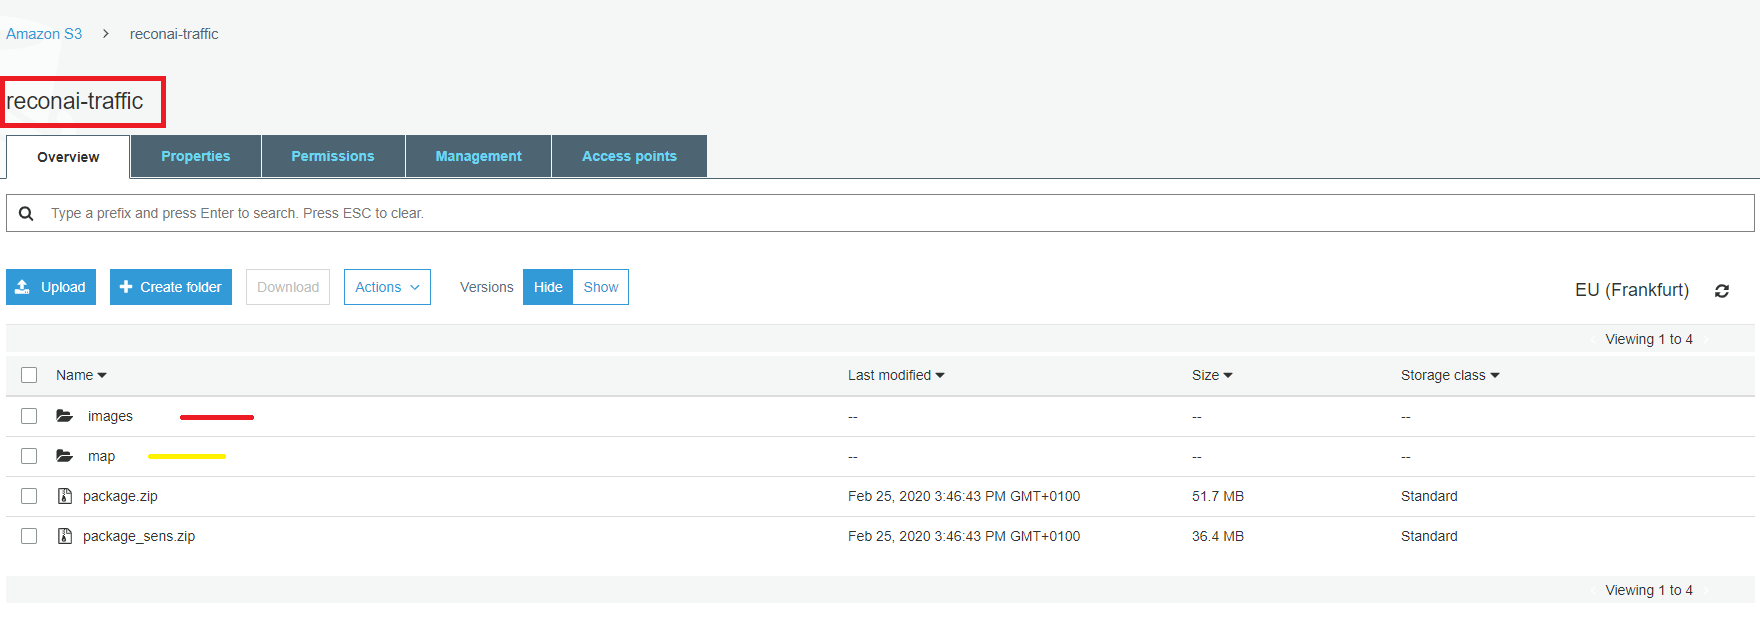 Amazon S3 > reconai-traffic
reconai-traffic
Overview Properties Permissions Management Access points
Type a prefix and press Enter to search. Press ESC to clear.
Upload Create folder Download Actions Versions Hide Show EU (Frankfurt)
Viewing 1 to 4
Name Last modified Size Storage class
images -- -- --
map -- -- --
package.zip Feb 25, 2020 3:46:43 PM GMT+0100 51.7 MB Standard
package_sens.zip Feb 25, 2020 3:46:43 PM GMT+0100 36.4 MB Standard
Viewing 1 to 4